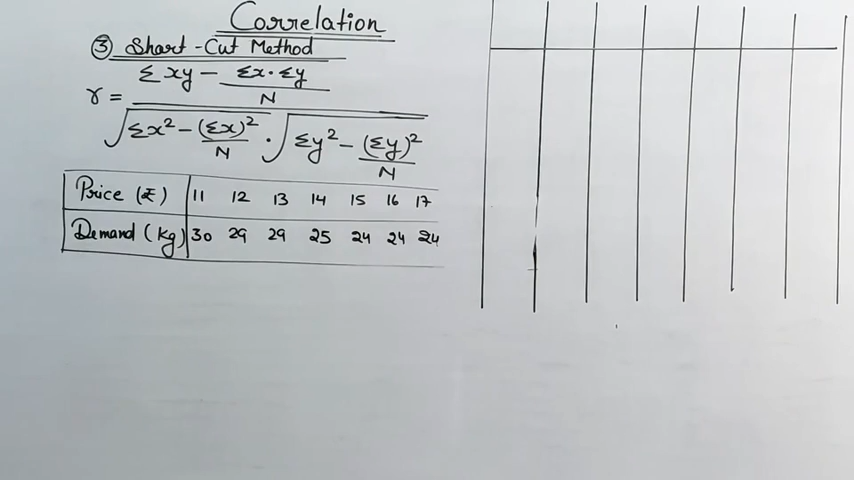 Correlation
③ Short-Cut Method
r = (Σxy − (Σx·Σy)/N) / (√(Σx² − (Σx)²/N) · √(Σy² − (Σy)²/N))
Price (₹) 11 12 13 14 15 16 17
Demand (Kg) 30 29 29 25 24 24 24